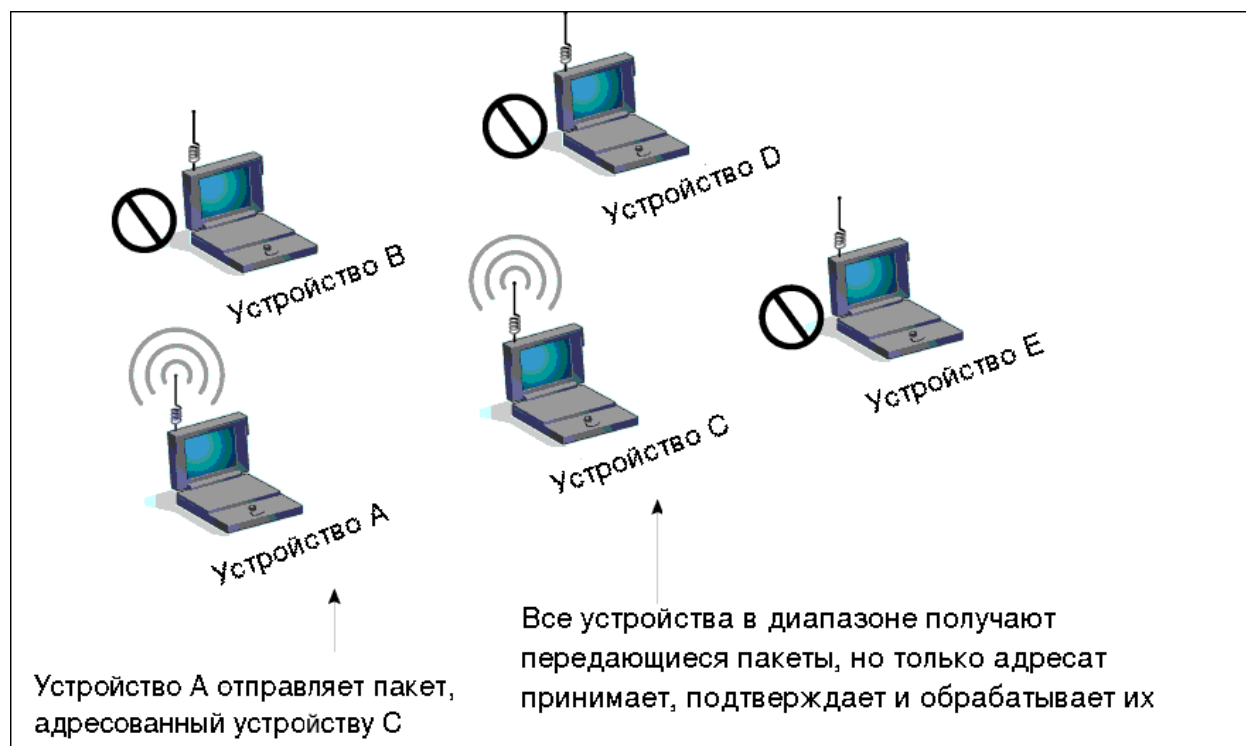 Устройство D
Устройство B
Устройство E
Устройство C
Устройство A
Все устройства в диапазоне получают
передающиеся пакеты, но только адресат
принимает, подтверждает и обрабатывает их
Устройство А отправляет пакет,
адресованный устройству С